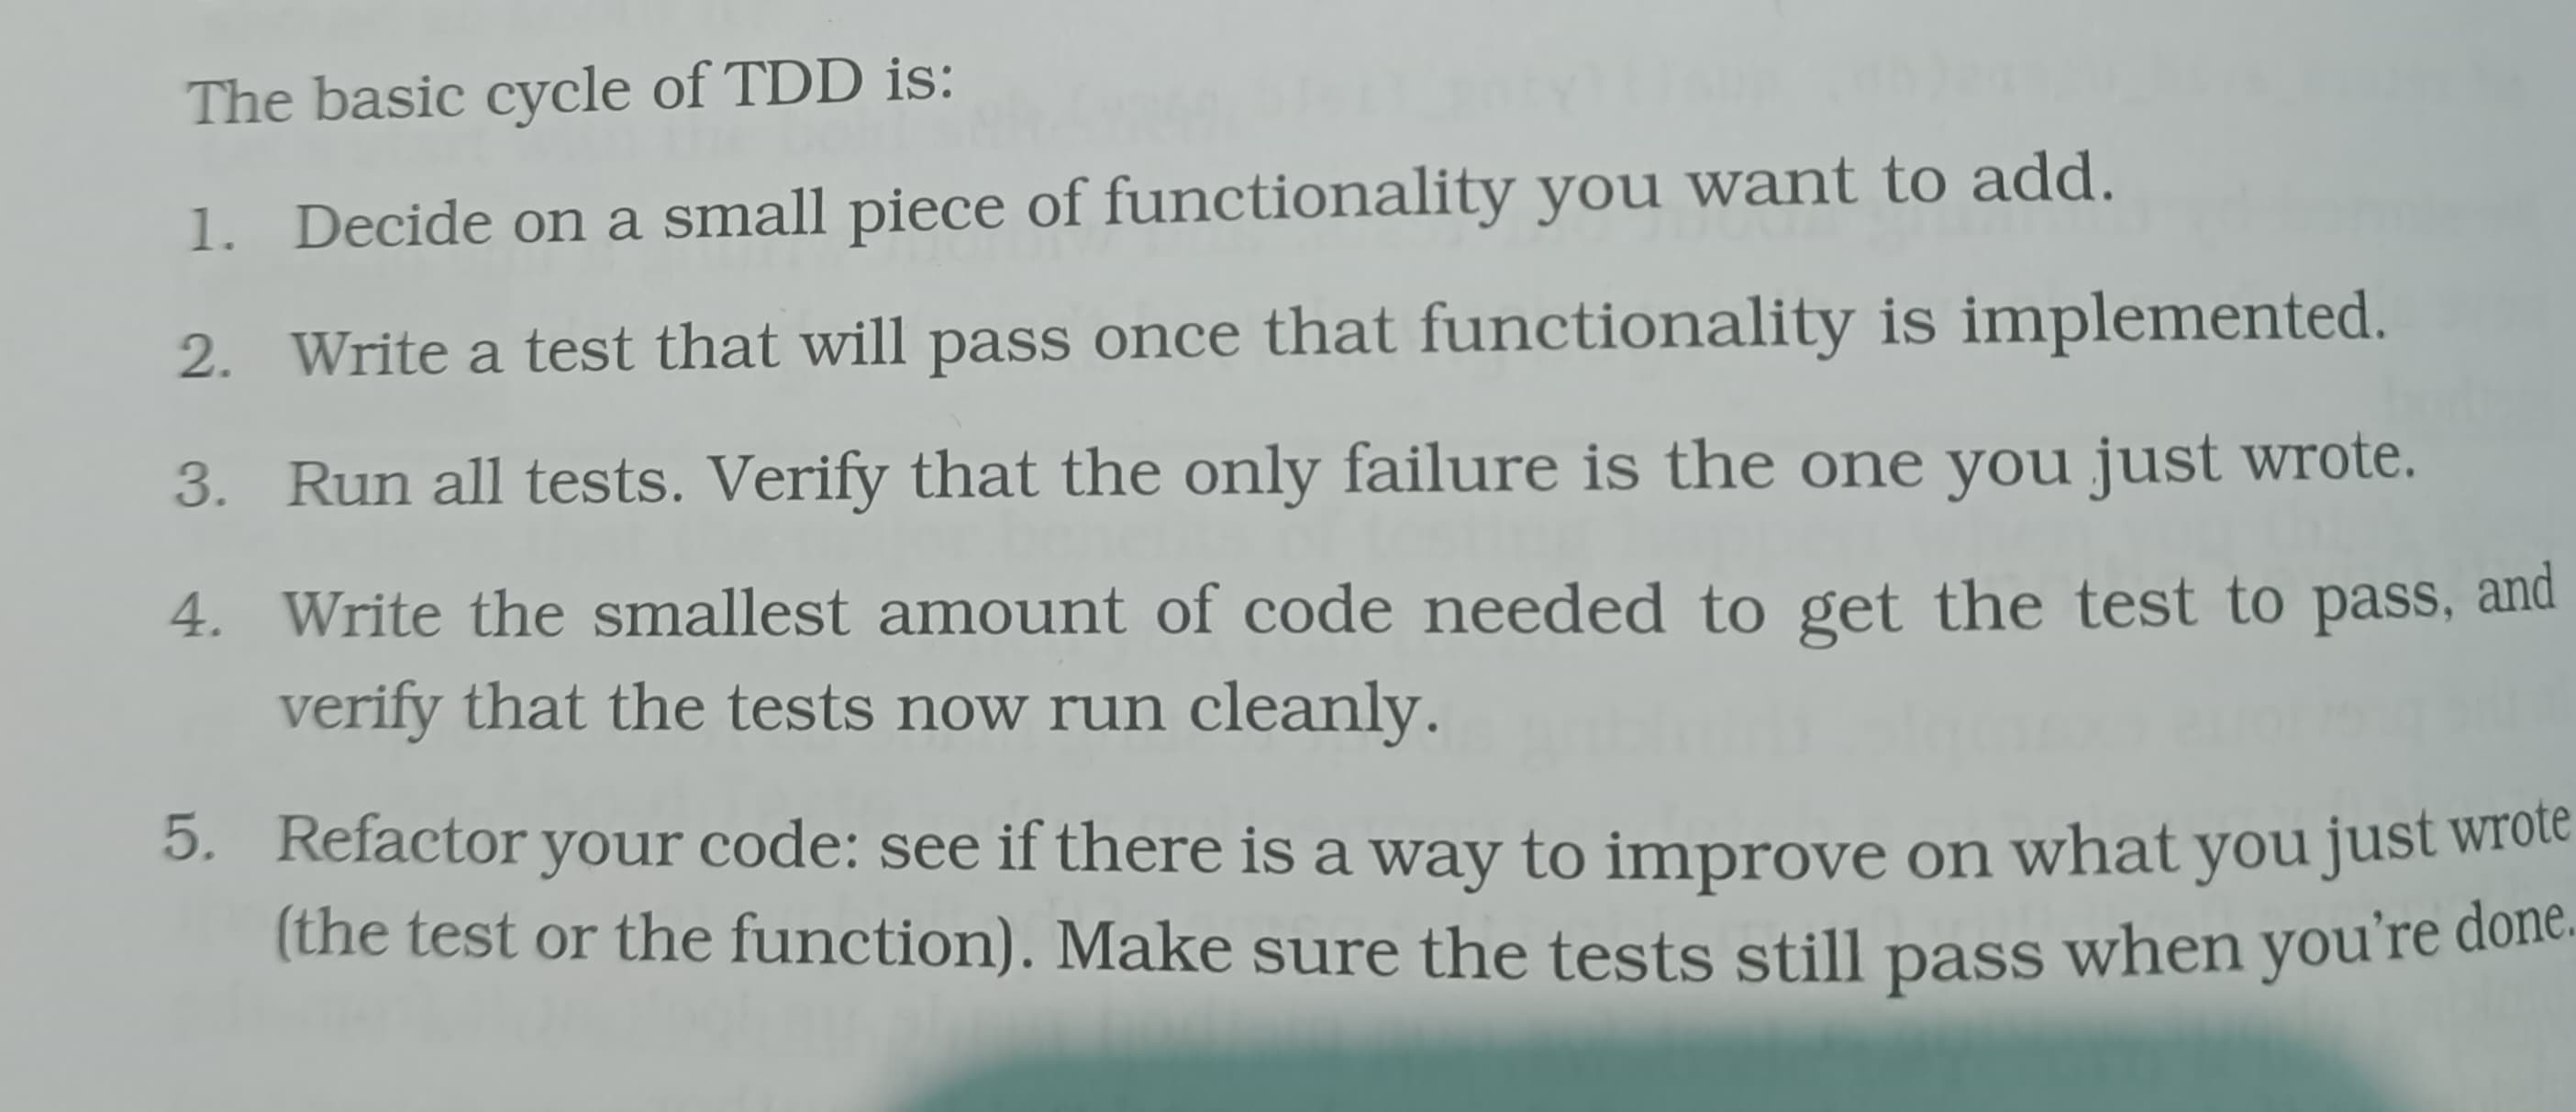 The basic cycle of TDD is:
1. Decide on a small piece of functionality you want to add.
2. Write a test that will pass once that functionality is implemented.
3. Run all tests. Verify that the only failure is the one you just wrote.
4. Write the smallest amount of code needed to get the test to pass, and
verify that the tests now run cleanly.
5. Refactor your code: see if there is a way to improve on what you just wrote
(the test or the function). Make sure the tests still pass when you're done.